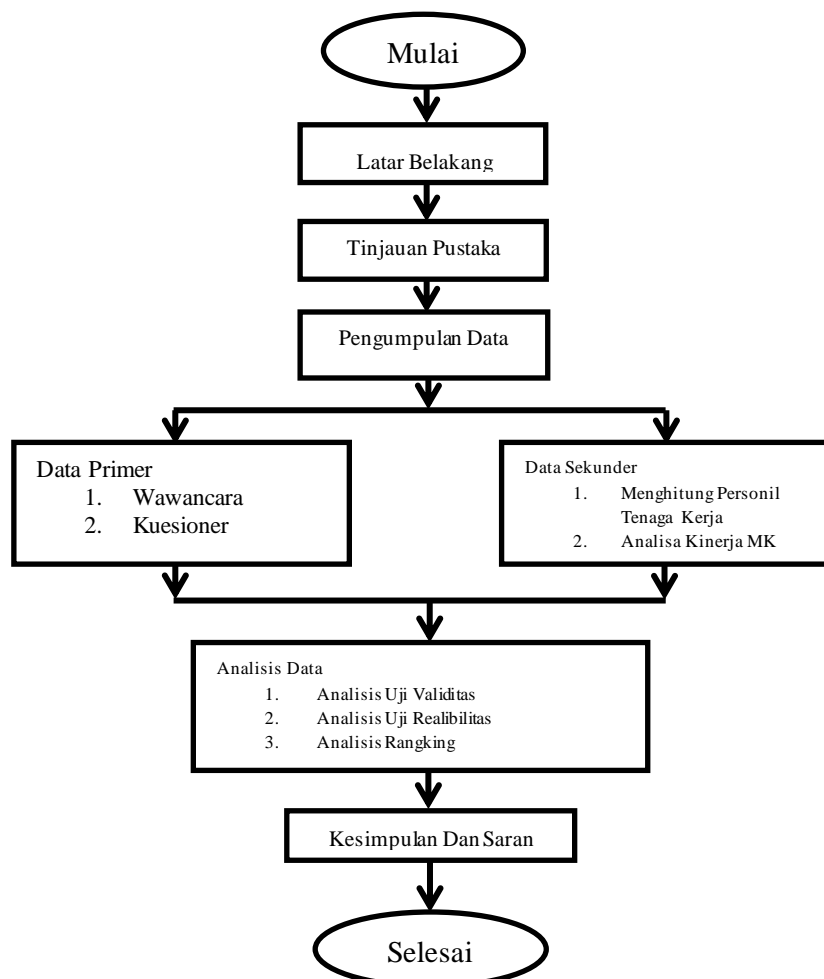 Mulai
Latar Belakang
Tinjauan Pustaka
Pengumpulan Data
Data Primer
1. Wawancara
2. Kuesioner
Data Sekunder
1. Menghitung Personil
Tenaga Kerja
2. Analisa Kinerja MK
Analisis Data
1. Analisis Uji Validitas
2. Analisis Uji Realibilitas
3. Analisis Rangking
Kesimpulan Dan Saran
Selesai